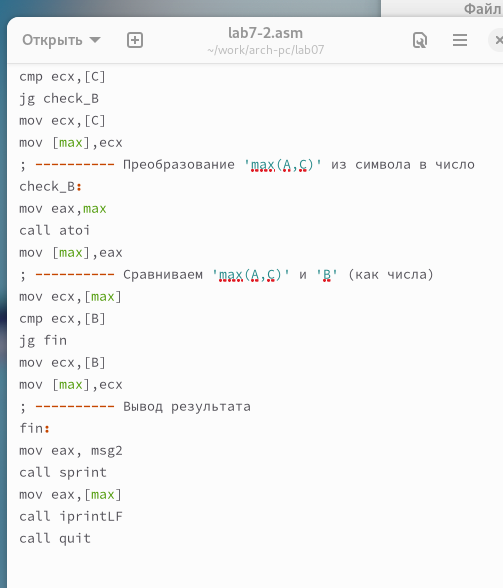 Файл
Открыть
lab7-2.asm
~/work/arch-pc/lab07
cmp ecx,[C]
jg check_B
mov ecx,[C]
mov [max],ecx
; ---------- Преобразование 'max(A,C)' из символа в число
check_B:
mov eax,max
call atoi
mov [max],eax
; ---------- Сравниваем 'max(A,C)' и 'B' (как числа)
mov ecx,[max]
cmp ecx,[B]
jg fin
mov ecx,[B]
mov [max],ecx
; ---------- Вывод результата
fin:
mov eax, msg2
call sprint
mov eax,[max]
call iprintLF
call quit